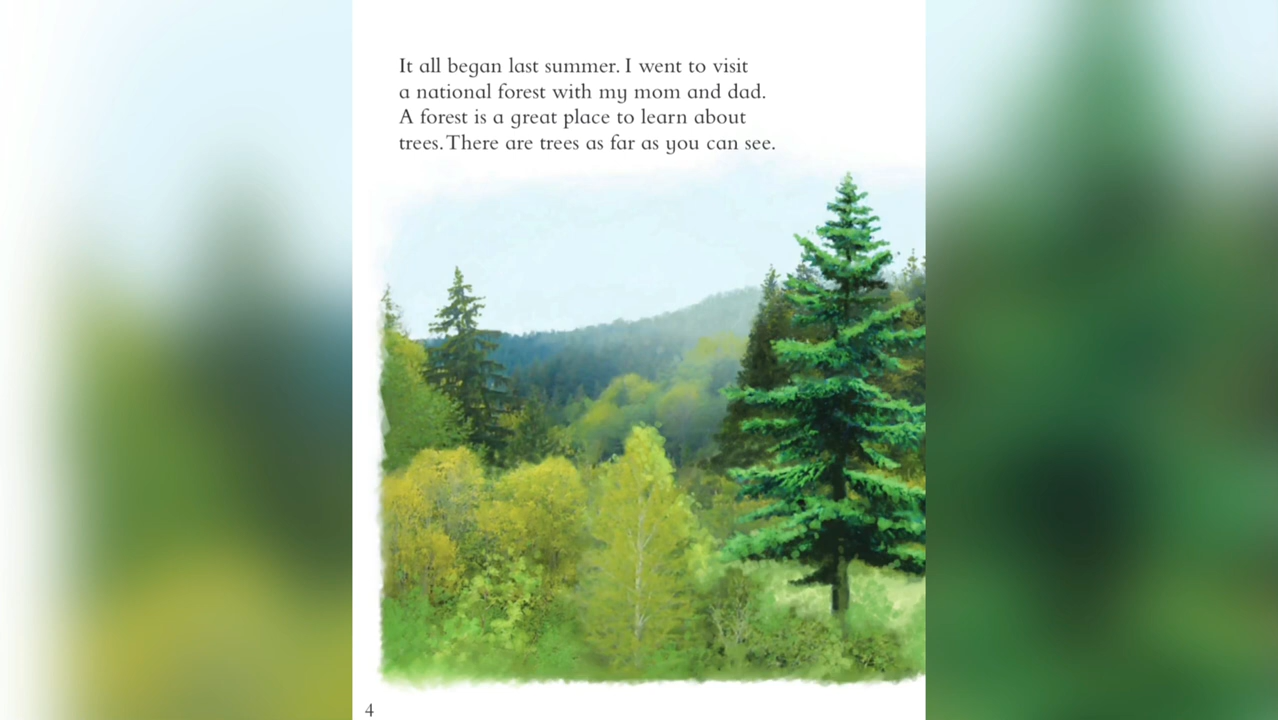 It all began last summer. I went to visit
a national forest with my mom and dad.
A forest is a great place to learn about
trees. There are trees as far as you can see.
4